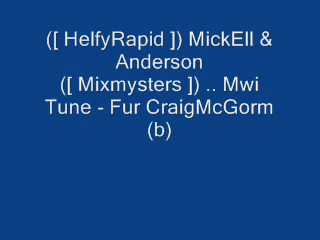 ([ HelfyRapid ]) MickEll &
Anderson
([ Mixmysters ]) .. Mwi
Tune - Fur CraigMcGorm
(b)